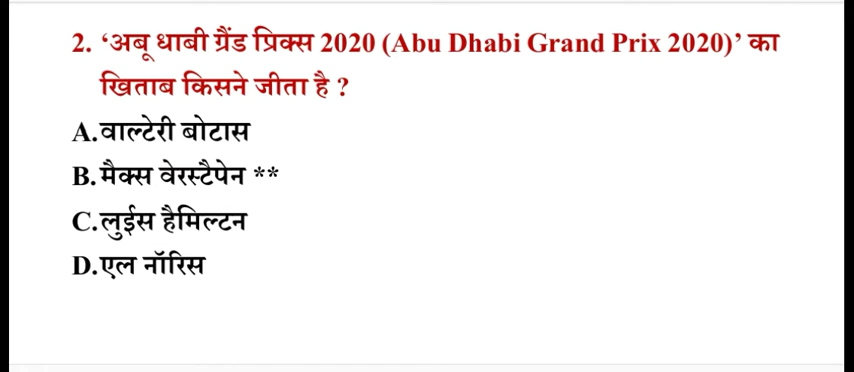 2. ‘अबू धाबी ग्रैंड प्रिक्स 2020 (Abu Dhabi Grand Prix 2020)’ का
खिताब किसने जीता है ?
A.वाल्टेरी बोटास
B.मैक्स वेरस्टैपेन **
C.लुईस हैमिल्टन
D.एल नॉरिस